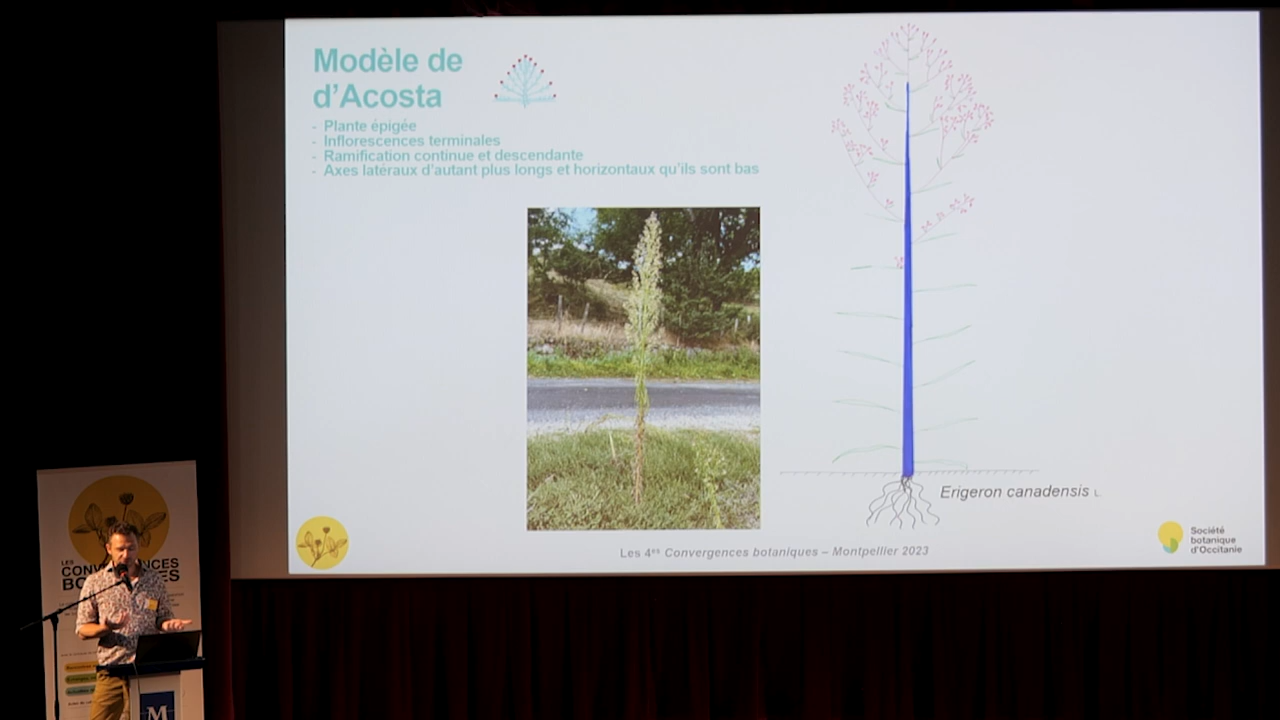 Modèle de
d'Acosta
- Plante épigée
- Inflorescences terminales
- Ramification continue et descendante
- Axes latéraux d'autant plus longs et horizontaux qu'ils sont bas
Erigeron canadensis L.
Les 4es Convergences botaniques – Montpellier 2023
Société
botanique
d'Occitanie
LES
M